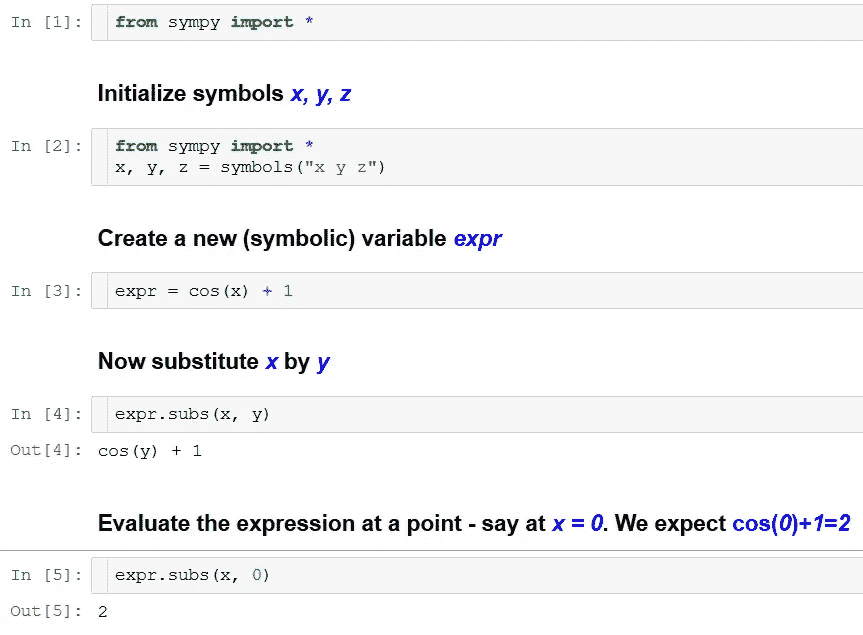 In [1]: from sympy import *
Initialize symbols x, y, z
In [2]: from sympy import *
x, y, z = symbols("x y z")
Create a new (symbolic) variable expr
In [3]: expr = cos(x) + 1
Now substitute x by y
In [4]: expr.subs(x, y)
Out[4]: cos(y) + 1
Evaluate the expression at a point - say at x = 0. We expect cos(0)+1=2
In [5]: expr.subs(x, 0)
Out[5]: 2